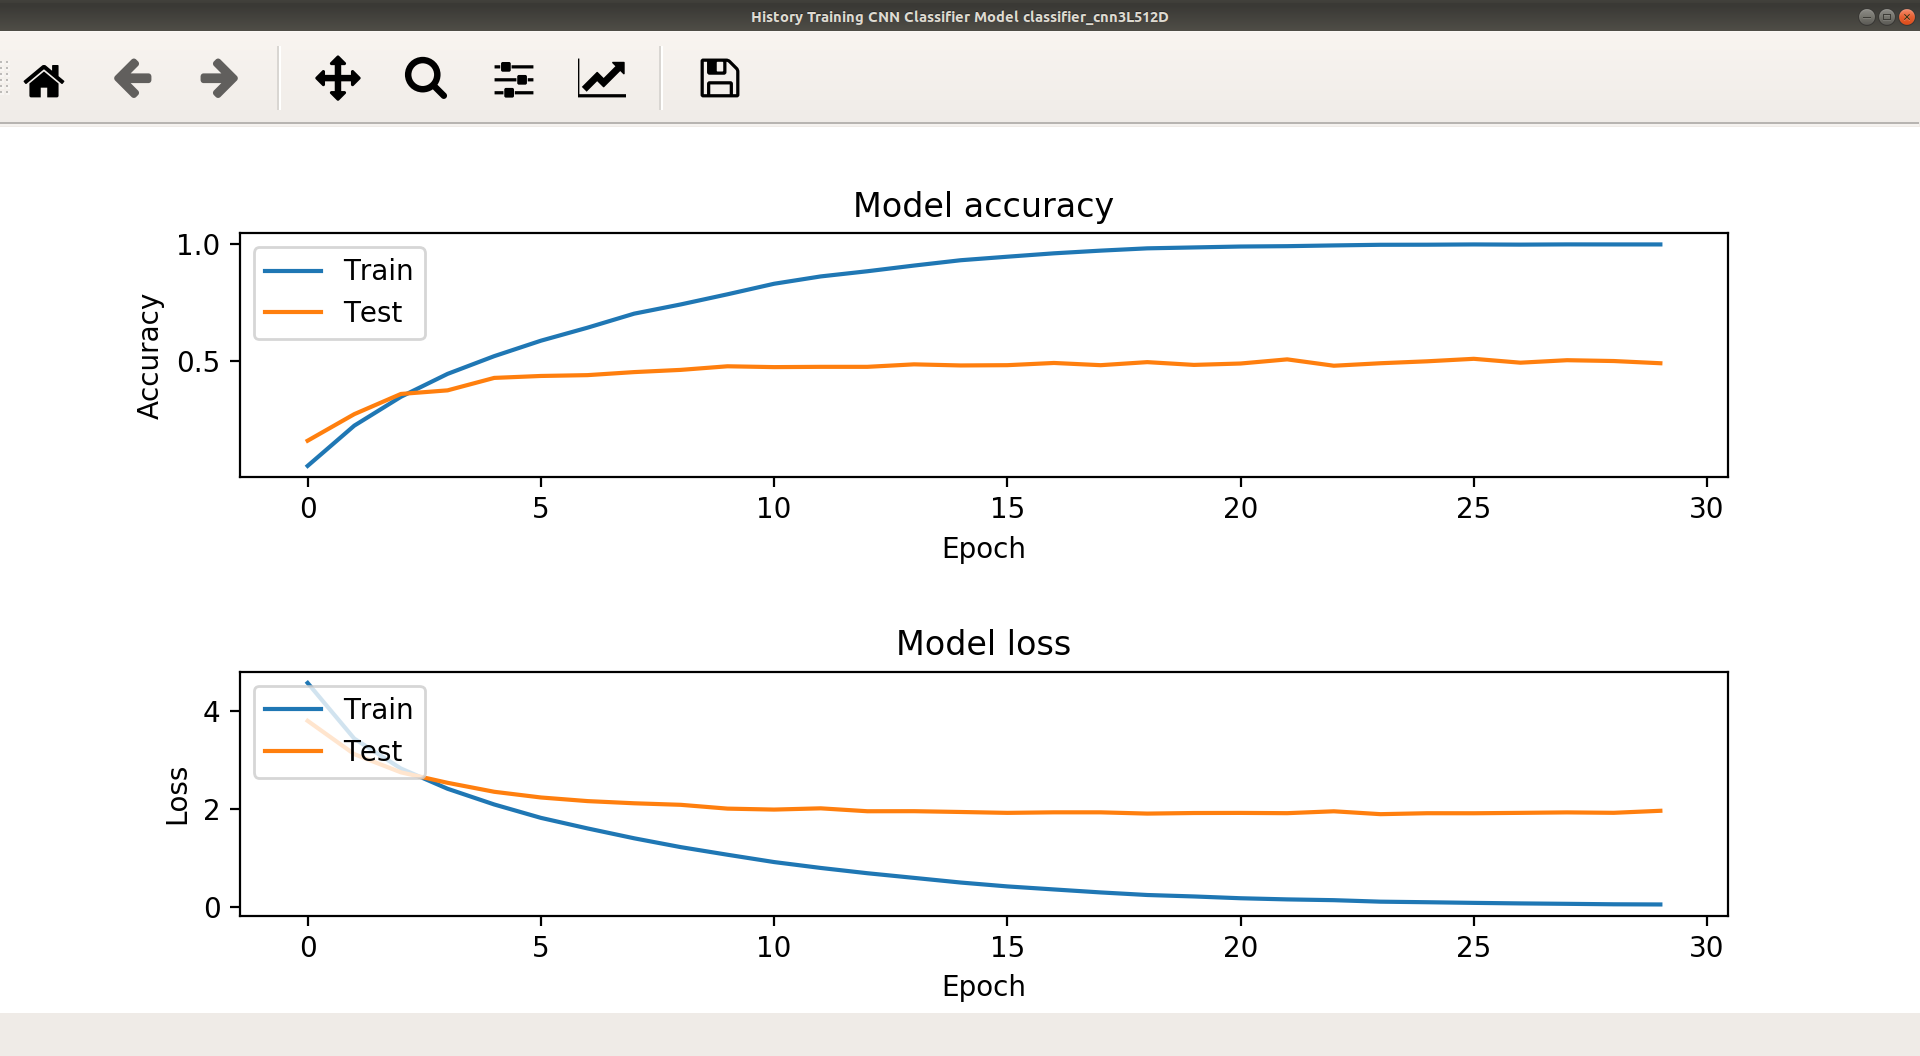 History Training CNN Classifier Model classifier_cnn3L512D
Model accuracy
Accuracy
1.0
0.5
Train
Test
0 5 10 15 20 25 30
Epoch
Model loss
Loss
4
2
0
Train
Test
0 5 10 15 20 25 30
Epoch